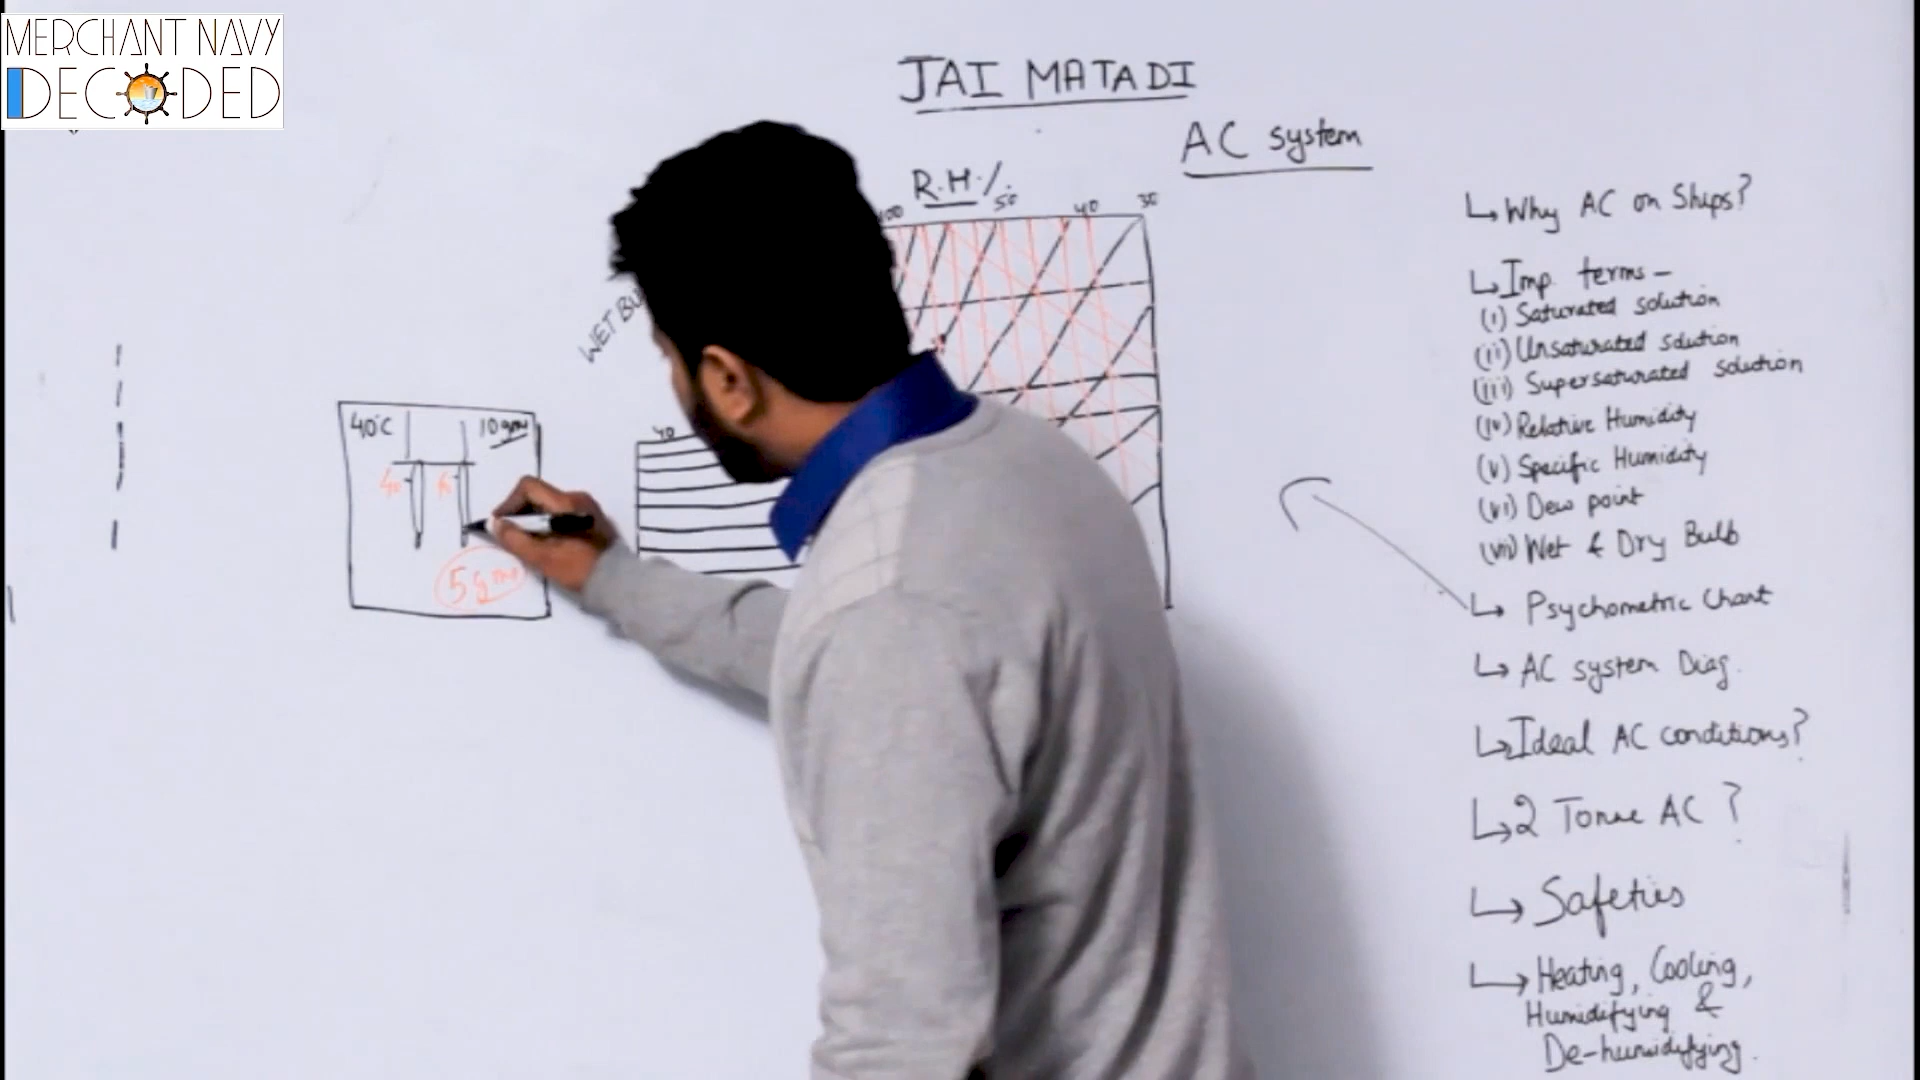 MERCHANT NAVY
DECODED
JAI MATADI
AC system
R.H./.
100 50 40 30
WET BU
40
40°C 10 gm
40
5 gm
↳ Why AC on Ships?
↳ Imp. terms -
(i) Saturated solution
(ii) Unsaturated solution
(iii) Supersaturated solution
(iv) Relative Humidity
(v) Specific Humidity
(vi) Dew point
(vii) Wet & Dry Bulb
↳ Psychometric Chart
↳ AC system Diag.
↳ Ideal AC conditions?
↳ 2 Tonne AC ?
↳ Safeties
↳ Heating, Cooling,
Humidifying &
De-humidifying.